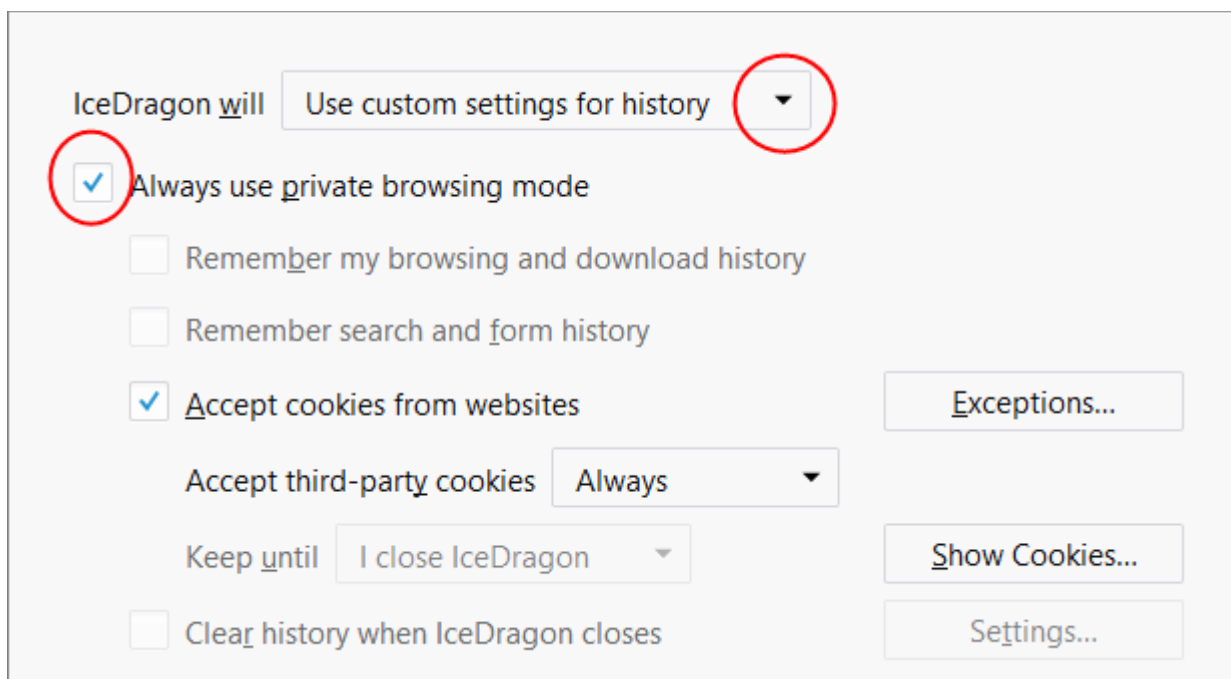 IceDragon will Use custom settings for history
Always use private browsing mode
Remember my browsing and download history
Remember search and form history
Accept cookies from websites Exceptions...
Accept third-party cookies Always
Keep until I close IceDragon Show Cookies...
Clear history when IceDragon closes Settings...